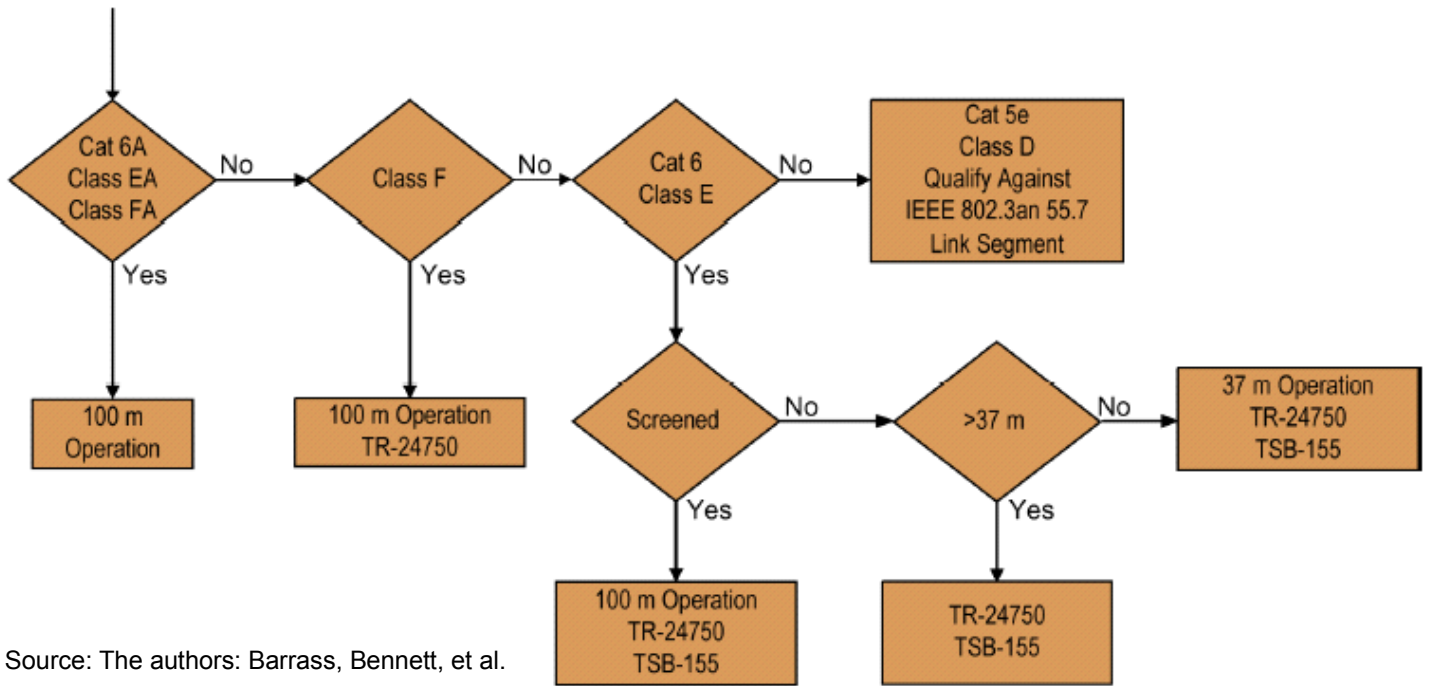 Cat 6A
Class EA
Class FA
No
Class F
No
Cat 6
Class E
No
Cat 5e
Class D
Qualify Against
IEEE 802.3an 55.7
Link Segment
Yes
Yes
Yes
100 m
Operation
100 m Operation
TR-24750
Screened
No
>37 m
No
37 m Operation
TR-24750
TSB-155
Yes
Yes
100 m Operation
TR-24750
TSB-155
TR-24750
TSB-155
Source: The authors: Barrass, Bennett, et al.